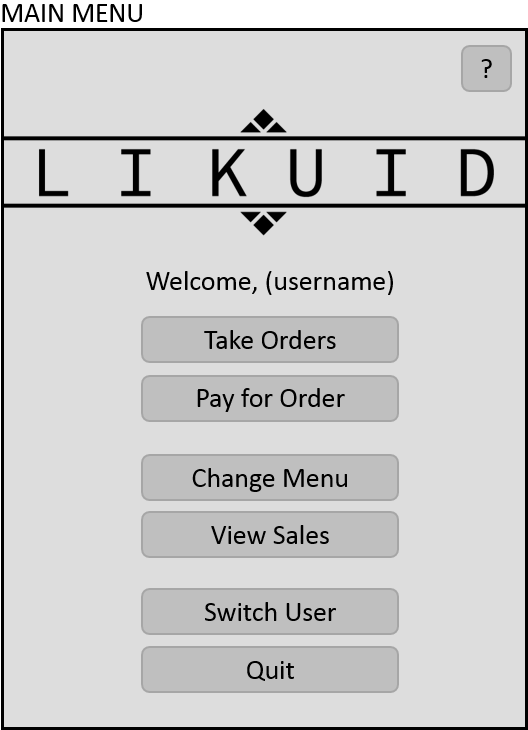 MAIN MENU
?
L I K U I D
Welcome, (username)
Take Orders
Pay for Order
Change Menu
View Sales
Switch User
Quit